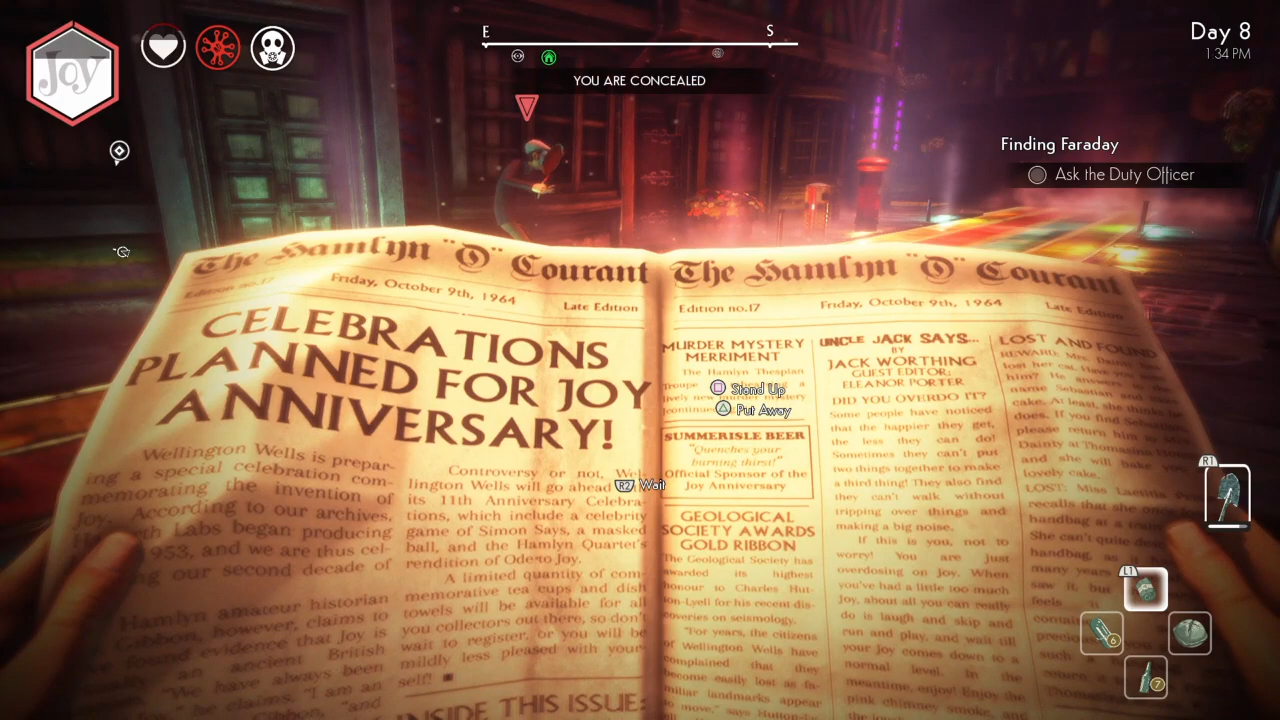 Joy
E
S
YOU ARE CONCEALED
Day 8
1:34 PM
Finding Faraday
Ask the Duty Officer
The Hamlyn "D" Courant
Edition no.17
Friday, October 9th, 1964
Late Edition
CELEBRATIONS
PLANNED FOR JOY
ANNIVERSARY!
Wellington Wells is prepar-
ing a special celebration com-
memorating the invention of
Joy. According to our archives,
Labs began producing
1953, and we are thus cel-
our second decade of
Hamlyn amateur historian
however, claims to
found evidence that Joy is
ancient British
"We have always been
he claims. "I am an
"and
Controversy or not, Wel-
lington Wells will go ahead
its 11th Anniversary Celebra-
tions, which include a celebrity
game of Simon Says, a masked
ball, and the Hamlyn Quartet's
rendition of Ode to Joy.
A limited quantity of com-
memorative tea cups and dish
towels will be available for all
you collectors out there, so don't
wait to register, or you will be
mildly less pleased with your-
self!
INSIDE THIS ISSUE:
The Hamlyn "D" Courant
Edition no.17
Friday, October 9th, 1964
Late Edition
MURDER MYSTERY
MERRIMENT
The Hamlyn Thespian
a
murder mystery
SUMMERISLE BEER
"Quenches your
burning thirst!"
Official Sponsor of the
Joy Anniversary
GEOLOGICAL
SOCIETY AWARDS
GOLD RIBBON
The Geological Society has
awarded its highest
honour to Charles Hut-
ton-Lyell for his recent dis-
coveries on seismology.
"For years, the citizens
of Wellington Wells have
complained that they
become easily lost as fa-
miliar landmarks appear
to move," says
UNCLE JACK SAYS...
BY
JACK WORTHING
GUEST EDITOR:
ELEANOR PORTER
DID YOU OVERDO IT?
Some people have noticed
that the happier they get,
the less they can do!
Sometimes they can't put
two things together to make
a third thing! They also find
they can't walk without
tripping over things and
making a big noise.
If this is you, not to
worry! You are just
overdosing on Joy. When
you've had a little too much
Joy, about all you can really
do is laugh and skip and
run and play, and wait till
your Joy comes down to a
normal level. In the
meantime, enjoy! Enjoy the
pink chimney smoke, and
LOST AND FOUND
REWARD: Mrs.
lost her cat. Have you
him? He answers to
name Sebastian and
cake. At least, she thinks he
does. If you find
please return him to
Dainty at Thomasina
and she will bake you
lovely cake.
LOST: Miss Laetitia
recalls that she
handbag at a train
She can't quite
handbag, as it
many years
saw it, but
feels
Stand Up
Put Away
R2 Wait
R1
L1
6
7